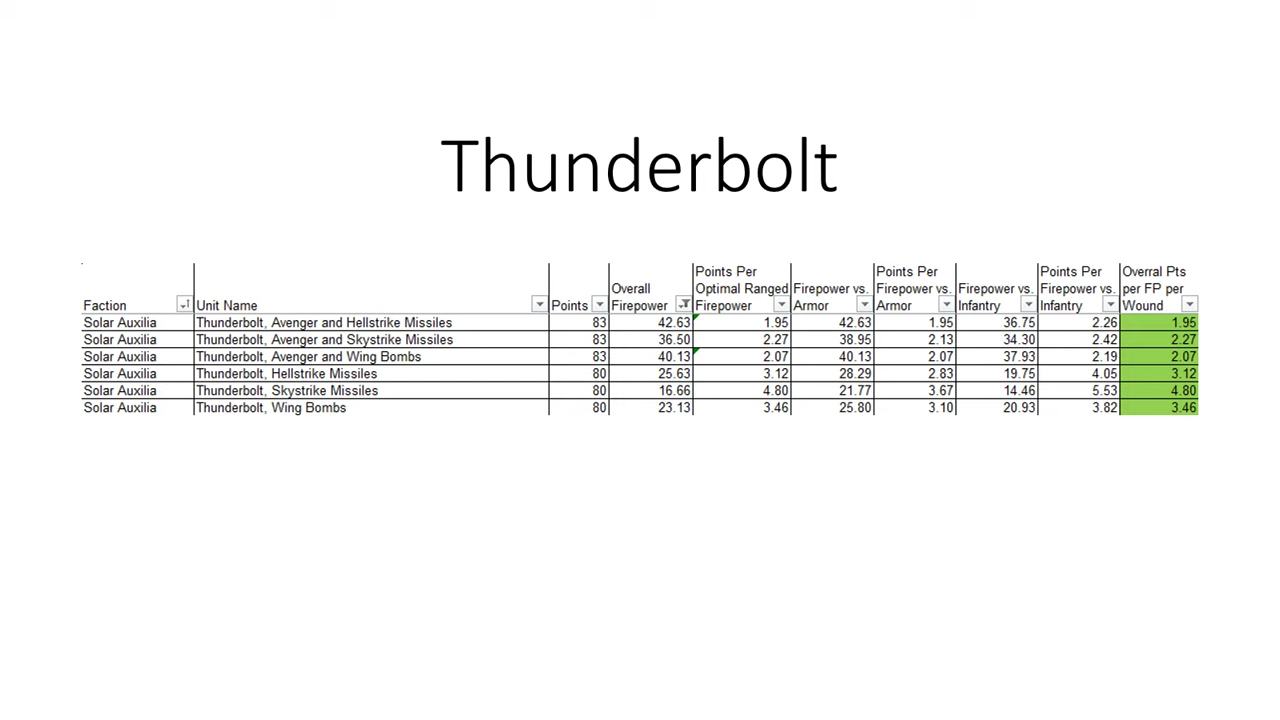 Thunderbolt
Points Per Points Per Points Per Overral Pts
Overall Optimal Ranged Firepower vs. Firepower vs. Firepower vs. Firepower vs. per FP per
Faction Unit Name Points Firepower Firepower Armor Armor Infantry Infantry Wound
Solar Auxilia Thunderbolt, Avenger and Hellstrike Missiles 83 42.63 1.95 42.63 1.95 36.75 2.26 1.95
Solar Auxilia Thunderbolt, Avenger and Skystrike Missiles 83 36.50 2.27 38.95 2.13 34.30 2.42 2.27
Solar Auxilia Thunderbolt, Avenger and Wing Bombs 83 40.13 2.07 40.13 2.07 37.93 2.19 2.07
Solar Auxilia Thunderbolt, Hellstrike Missiles 80 25.63 3.12 28.29 2.83 19.75 4.05 3.12
Solar Auxilia Thunderbolt, Skystrike Missiles 80 16.66 4.80 21.77 3.67 14.46 5.53 4.80
Solar Auxilia Thunderbolt, Wing Bombs 80 23.13 3.46 25.80 3.10 20.93 3.82 3.46